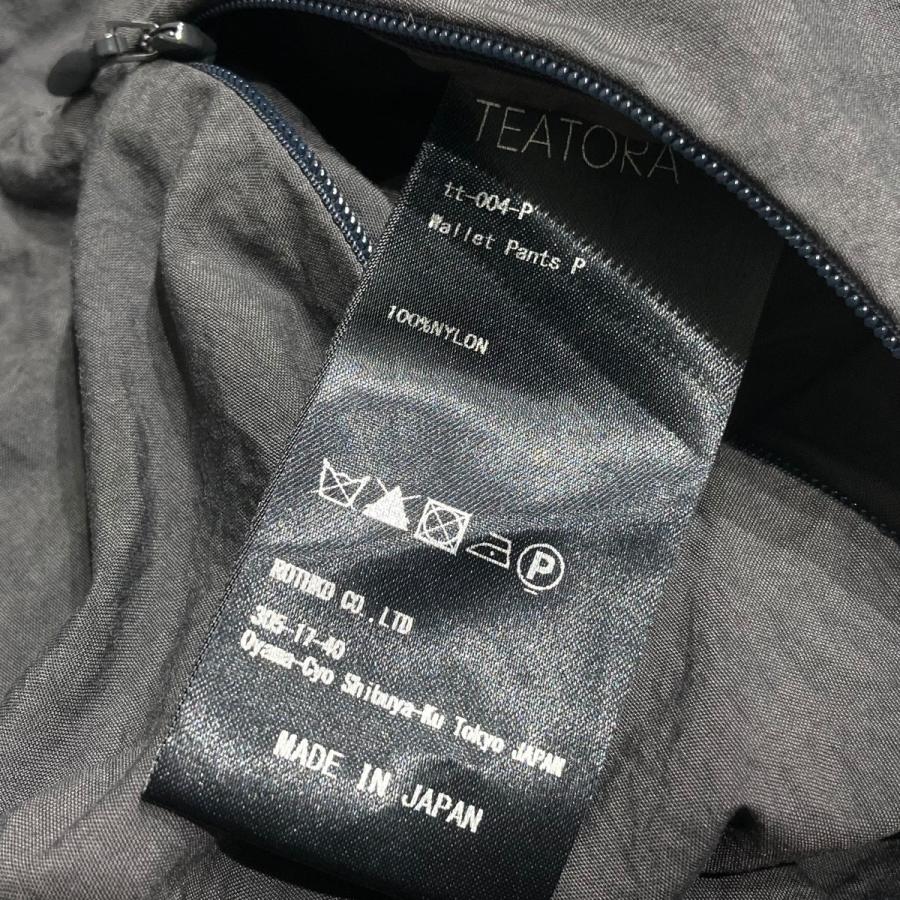 TEATORA
tt-004-P
Wallet Pants P
100%NYLON
P
ROTOKO CO.,LTD
305-17-40
Oyama-Cyo Shibuya-Ku Tokyo JAPAN
MADE IN JAPAN